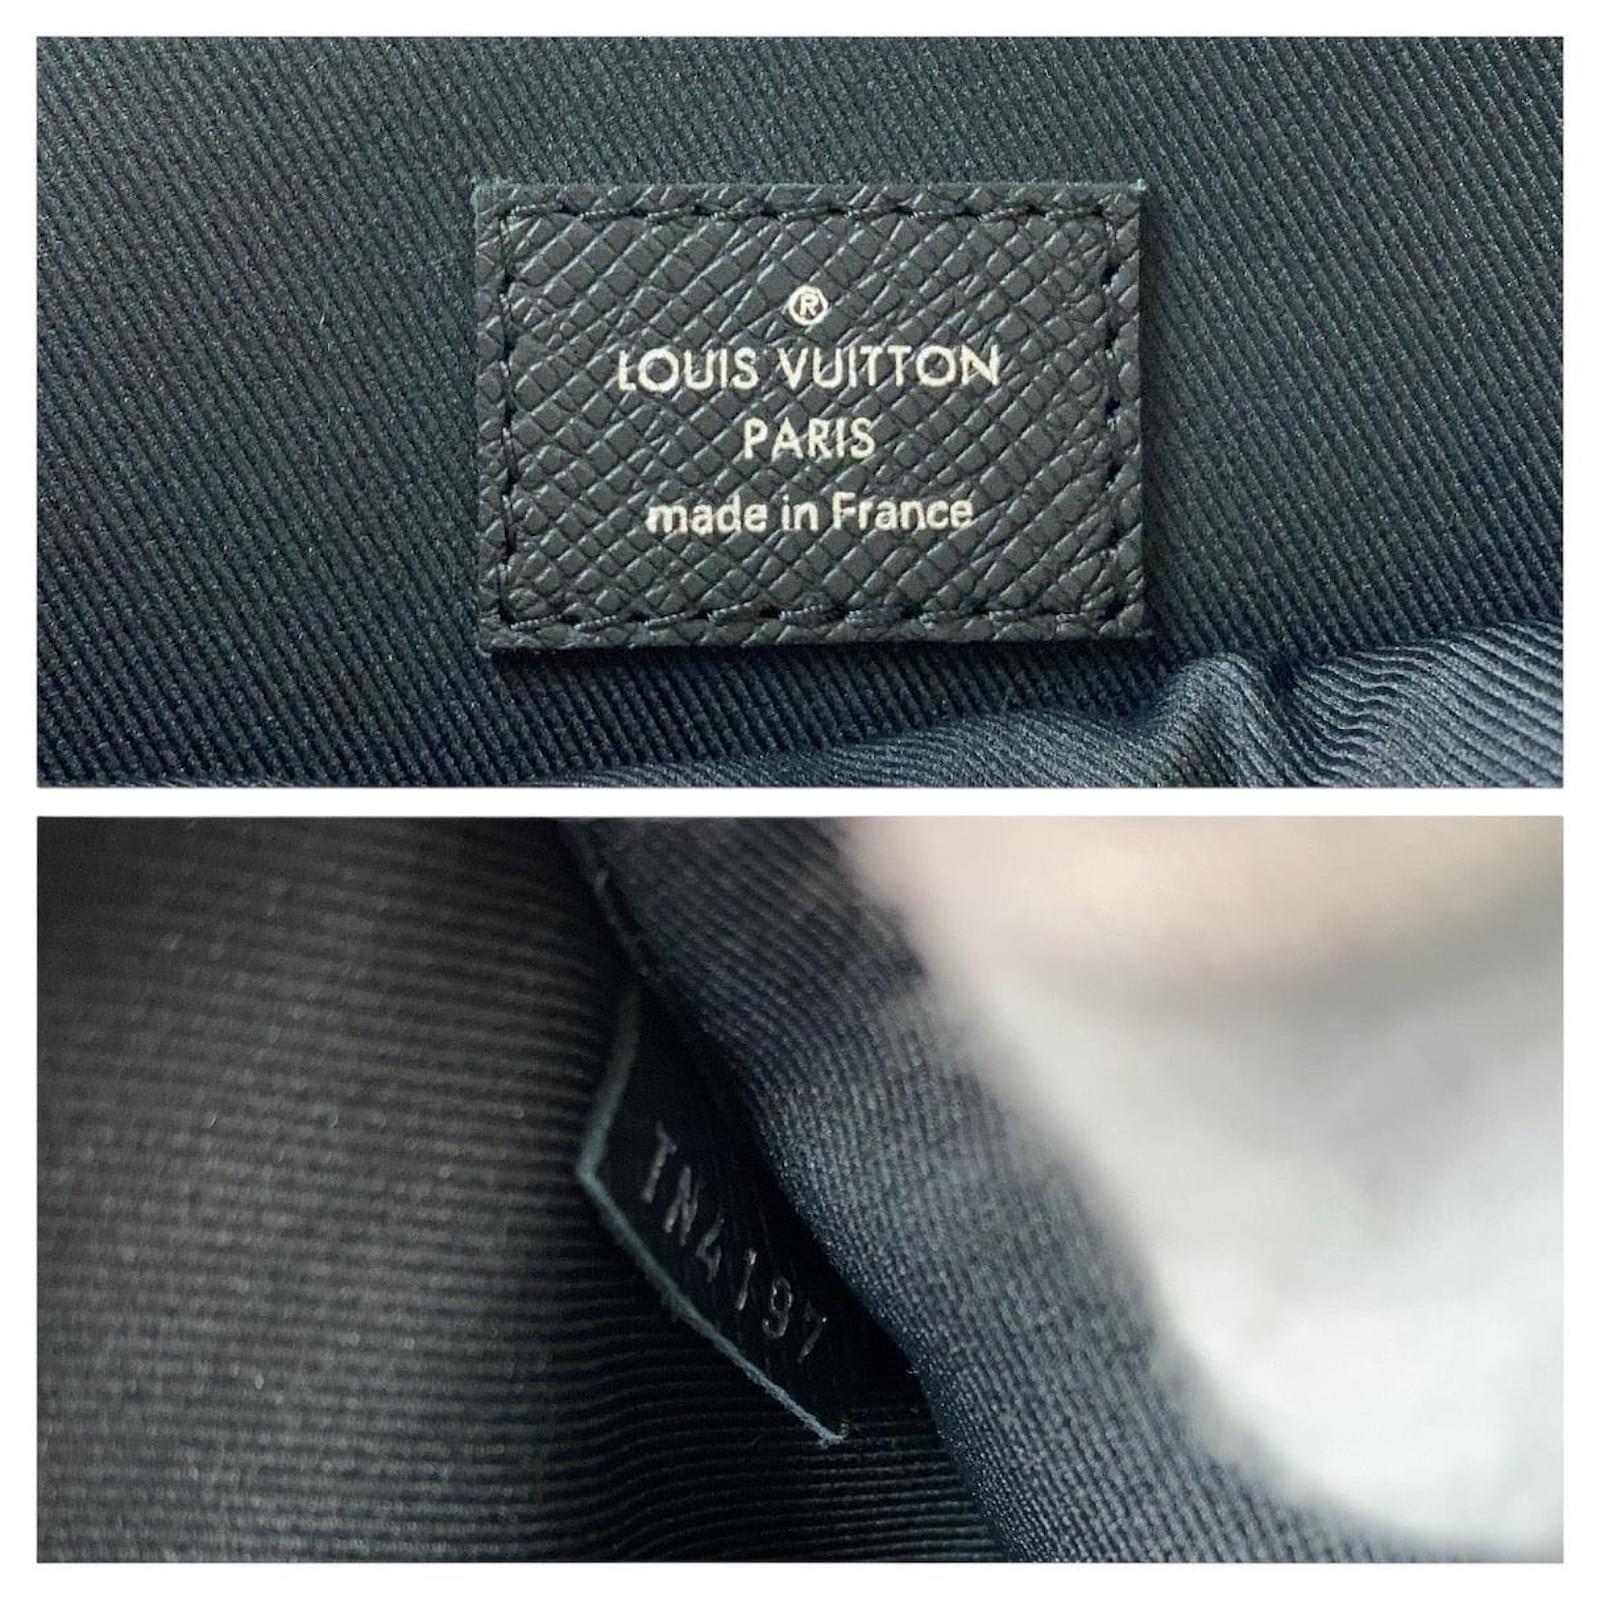 ®
LOUIS VUITTON
PARIS
made in France
TN4197